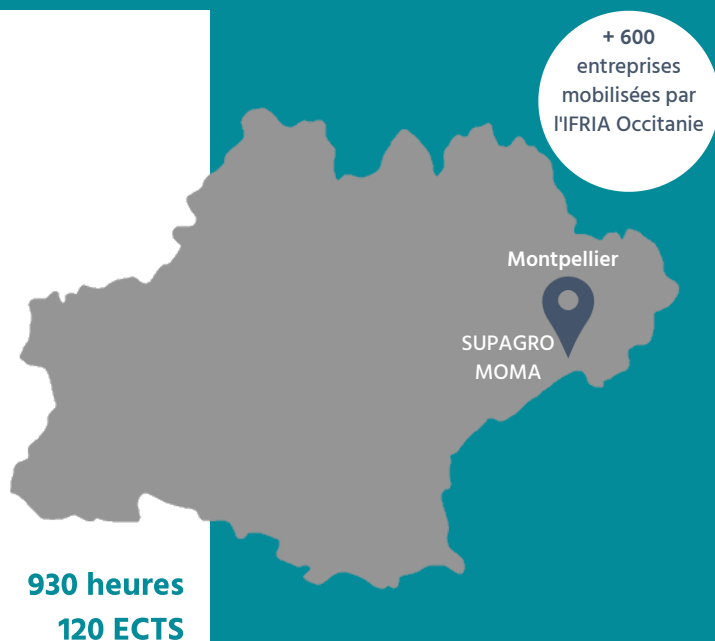 + 600
entreprises
mobilisées par
l'IFRIA Occitanie
Montpellier
SUPAGRO
MOMA
930 heures
120 ECTS